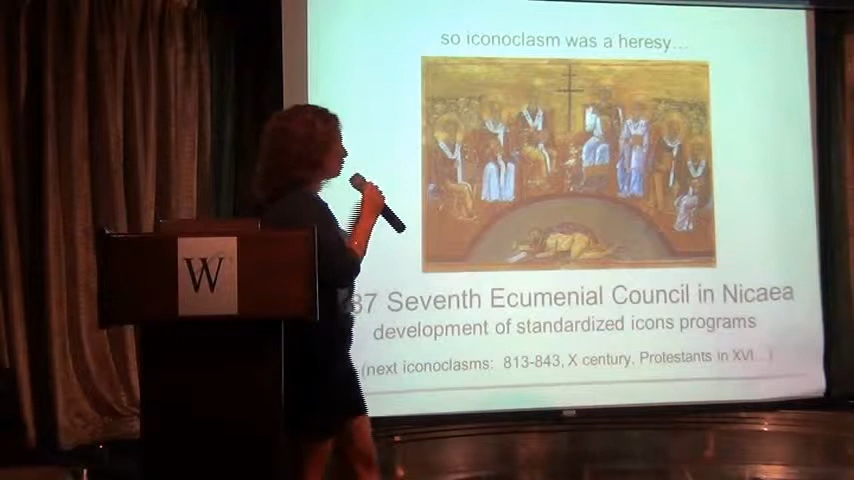 so iconoclasm was a heresy...
W
87 Seventh Ecumenial Council in Nicaea
development of standardized icons programs
(next iconoclasms: 813-843, X century, Protestants in XVI...)